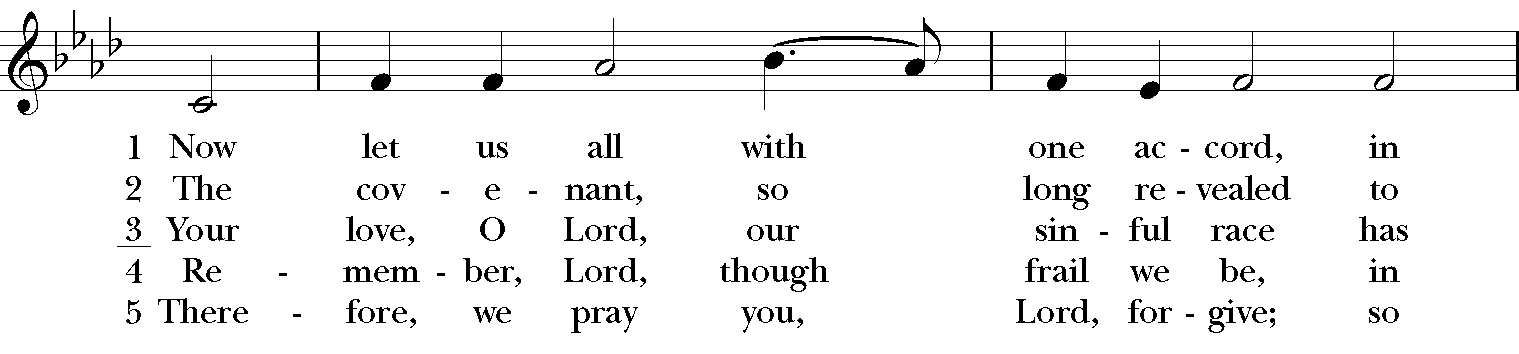 1 Now let us all with one ac - cord, in
2 The cov - e - nant, so long re - vealed to
3 Your love, O Lord, our sin - ful race has
4 Re - mem - ber, Lord, though frail we be, in
5 There - fore, we pray you, Lord, for - give; so